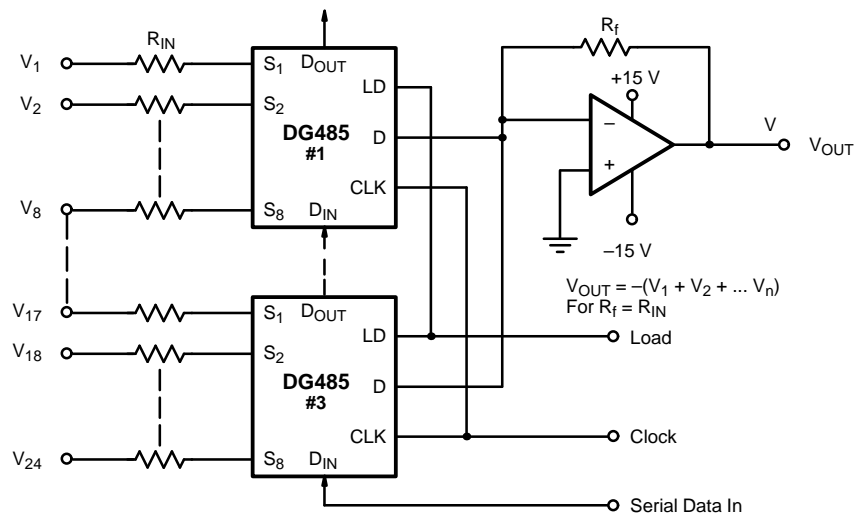 V1
RIN
S1
DOUT
LD
V2
S2
DG485
#1
D
CLK
V8
S8
DIN
Rf
+15 V
–
+
–15 V
V
VOUT
VOUT = –(V1 + V2 + ... Vn)
For Rf = RIN
V17
S1
DOUT
LD
Load
V18
S2
DG485
#3
D
CLK
Clock
V24
S8
DIN
Serial Data In